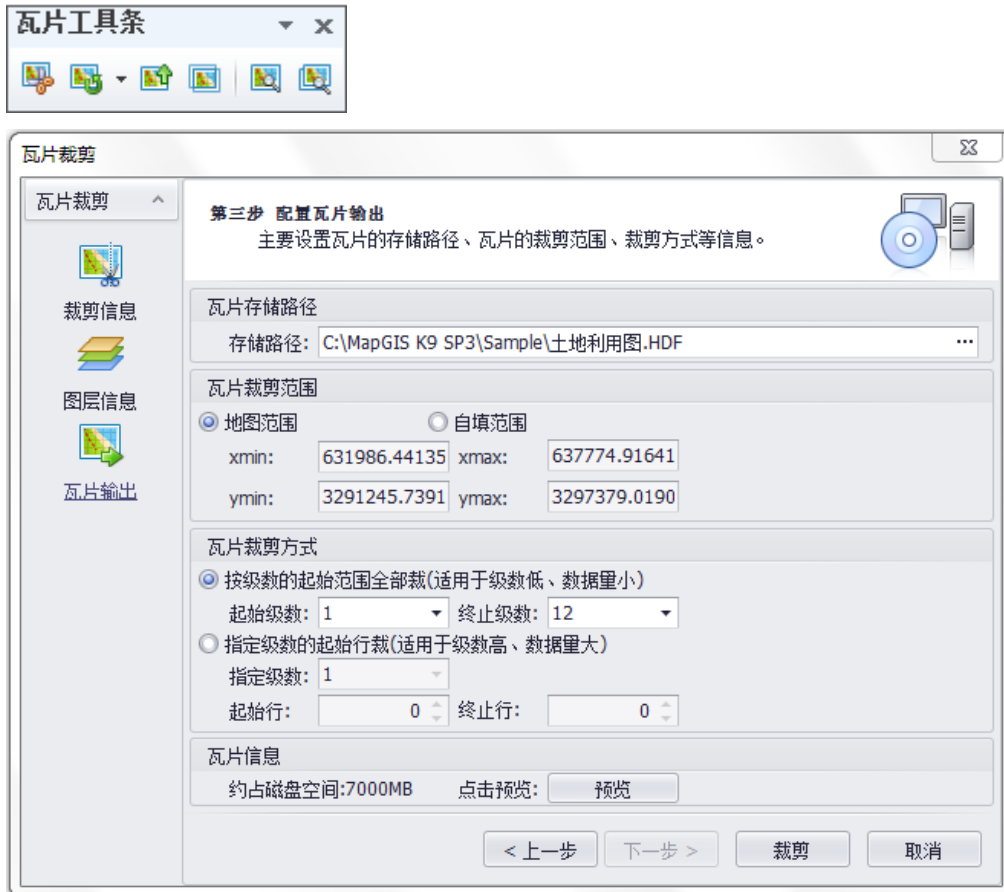 瓦片工具条
瓦片裁剪
瓦片裁剪
裁剪信息
图层信息
瓦片输出
第三步 配置瓦片输出
主要设置瓦片的存储路径、瓦片的裁剪范围、裁剪方式等信息。
瓦片存储路径
存储路径: C:\MapGIS K9 SP3\Sample\土地利用图.HDF ...
瓦片裁剪范围
地图范围 自填范围
xmin: 631986.44135 xmax: 637774.91641
ymin: 3291245.7391 ymax: 3297379.0190
瓦片裁剪方式
按级数的起始范围全部裁(适用于级数低、数据量小)
起始级数: 1 终止级数: 12
指定级数的起始行裁(适用于级数高、数据量大)
指定级数: 1
起始行: 0 终止行: 0
瓦片信息
约占磁盘空间:7000MB 点击预览: 预览
< 上一步 下一步 > 裁剪 取消